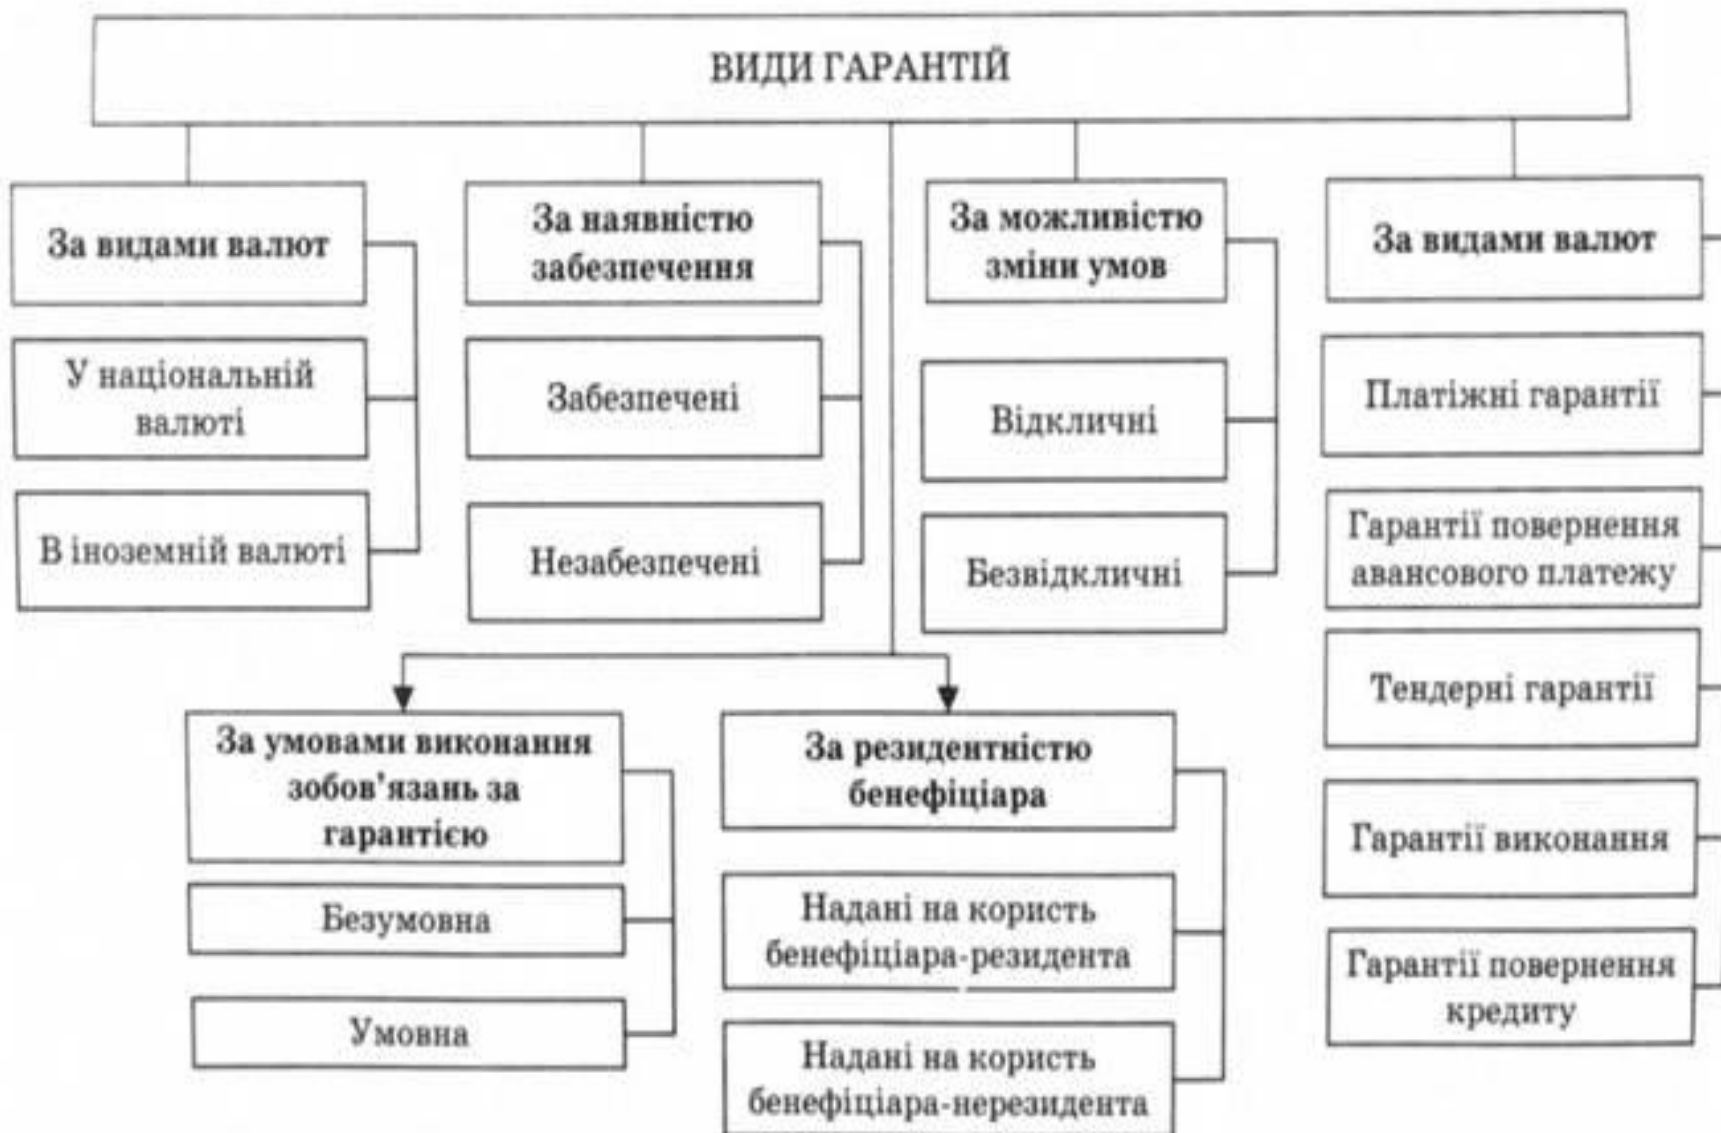 ВИДИ ГАРАНТІЙ
За видами валют
У національній
валюті
В іноземній валюті
За наявністю
забезпечення
Забезпечені
Незабезпечені
За можливістю
зміни умов
Відкличні
Безвідкличні
За видами валют
Платіжні гарантії
Гарантії повернення
авансового платежу
Тендерні гарантії
Гарантії виконання
Гарантії повернення
кредиту
За умовами виконання
зобов'язань за
гарантією
Безумовна
Умовна
За резидентністю
бенефіціара
Надані на користь
бенефіціара-резидента
Надані на користь
бенефіціара-нерезидента